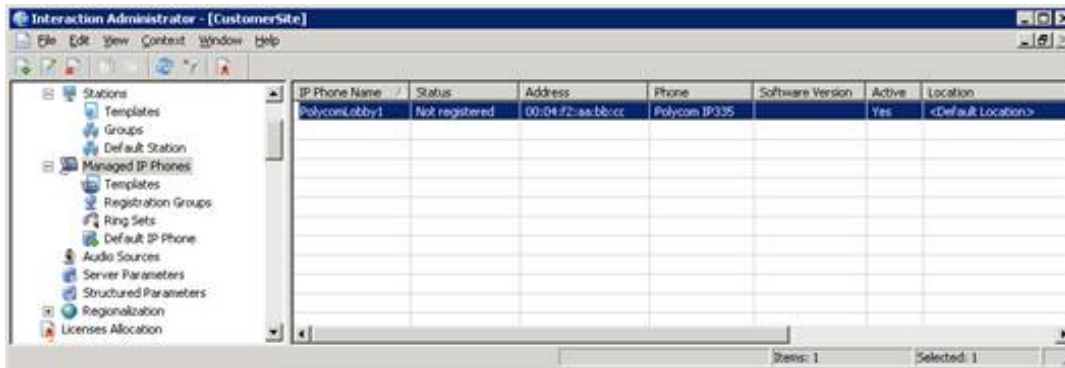 Interaction Administrator - [CustomerSite]
File Edit View Context Window Help
Stations
Templates
Groups
Default Station
Managed IP Phones
Templates
Registration Groups
Ring Sets
Default IP Phone
Audio Sources
Server Parameters
Structured Parameters
Regionalization
Licenses Allocation
IP Phone Name Status Address Phone Software Version Active Location
PolycomLobby1 Not registered 00:04:f2:aa:bb:cc Polycom IP335 Yes <Default Location>
Items: 1 Selected: 1